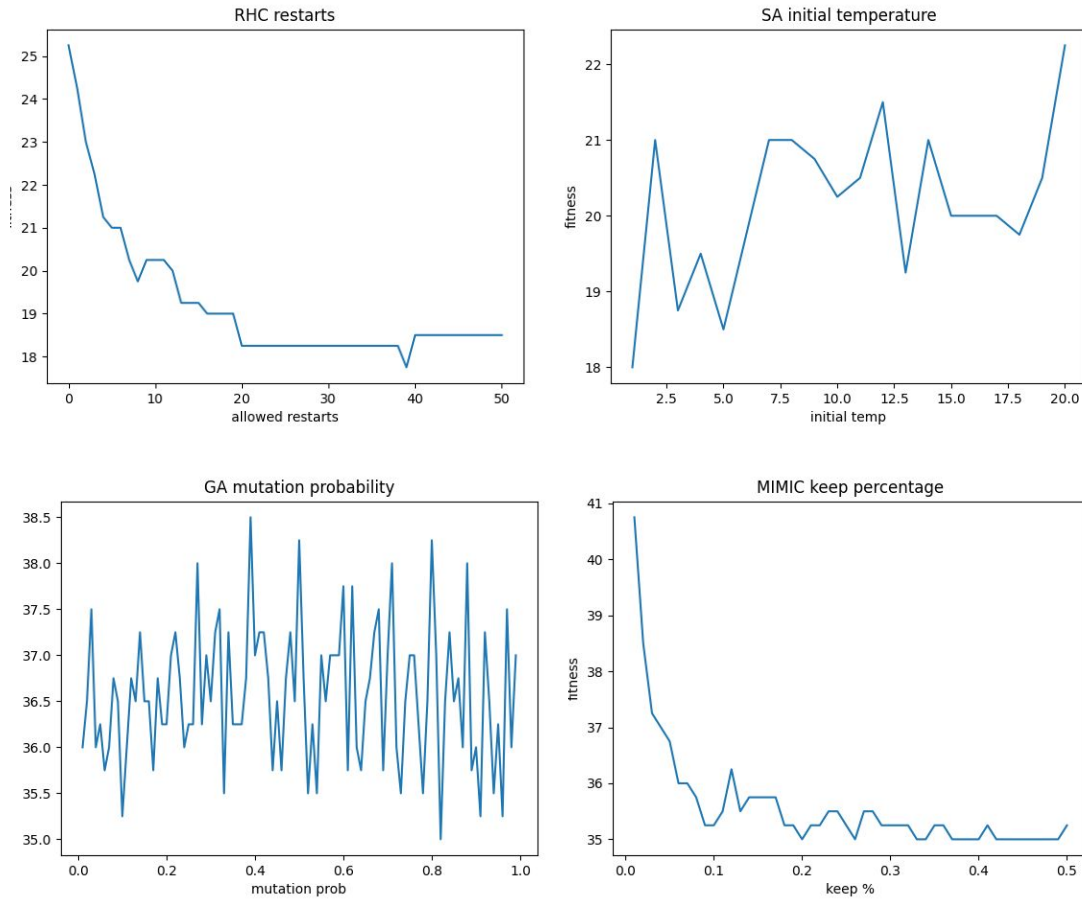 RHC restarts
25
24
23
22
21
20
19
18
0 10 20 30 40 50
allowed restarts
SA initial temperature
fitness
22
21
20
19
18
2.5 5.0 7.5 10.0 12.5 15.0 17.5 20.0
initial temp
GA mutation probability
38.5
38.0
37.5
37.0
36.5
36.0
35.5
35.0
0.0 0.2 0.4 0.6 0.8 1.0
mutation prob
MIMIC keep percentage
fitness
41
40
39
38
37
36
35
0.0 0.1 0.2 0.3 0.4 0.5
keep %